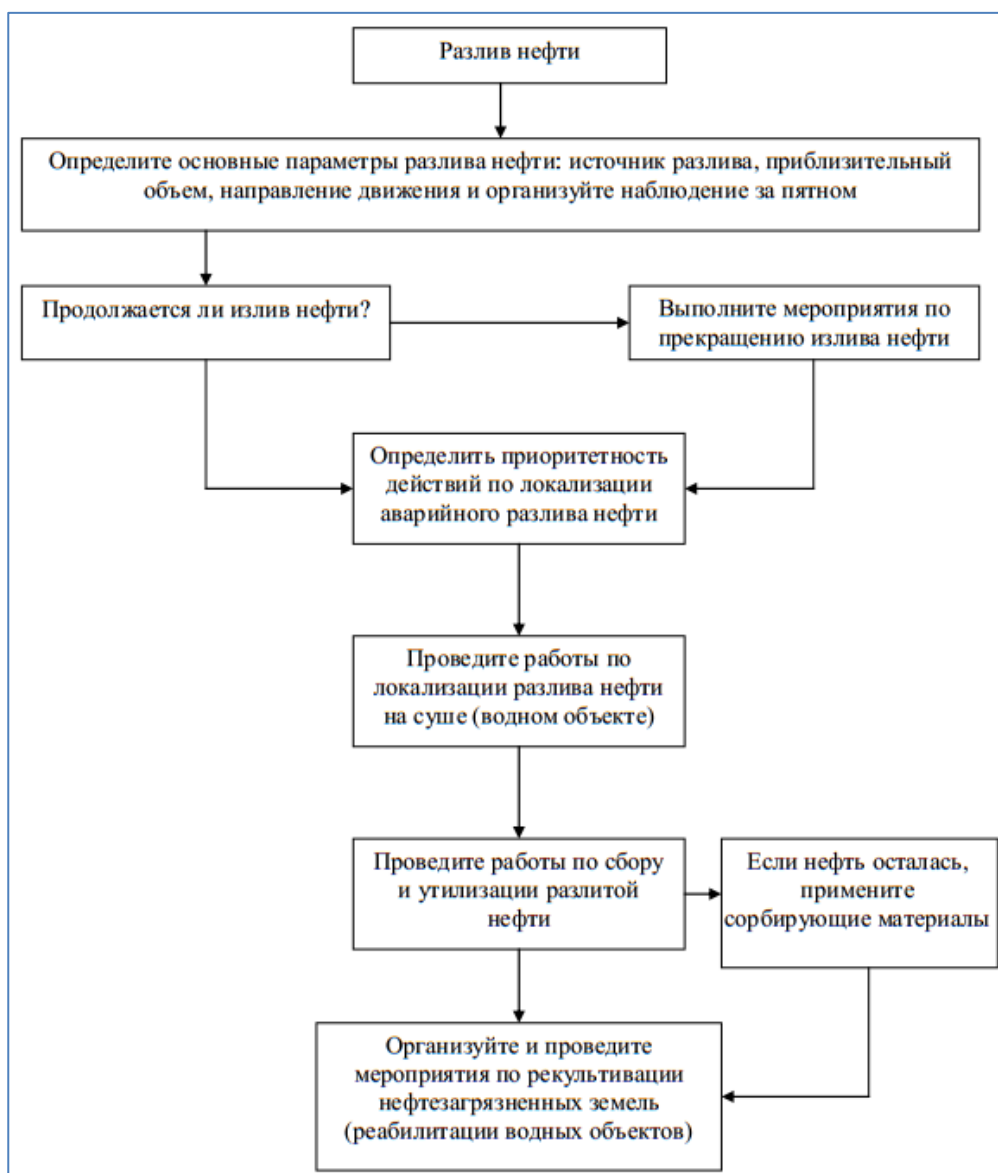 Разлив нефти
Определите основные параметры разлива нефти: источник разлива, приблизительный
объем, направление движения и организуйте наблюдение за пятном
Продолжается ли излив нефти?
Выполните мероприятия по
прекращению излива нефти
Определить приоритетность
действий по локализации
аварийного разлива нефти
Проведите работы по
локализации разлива нефти
на суше (водном объекте)
Проведите работы по сбору
и утилизации разлитой
нефти
Если нефть осталась,
примените
сорбирующие материалы
Организуйте и проведите
мероприятия по рекультивации
нефтезагрязненных земель
(реабилитации водных объектов)